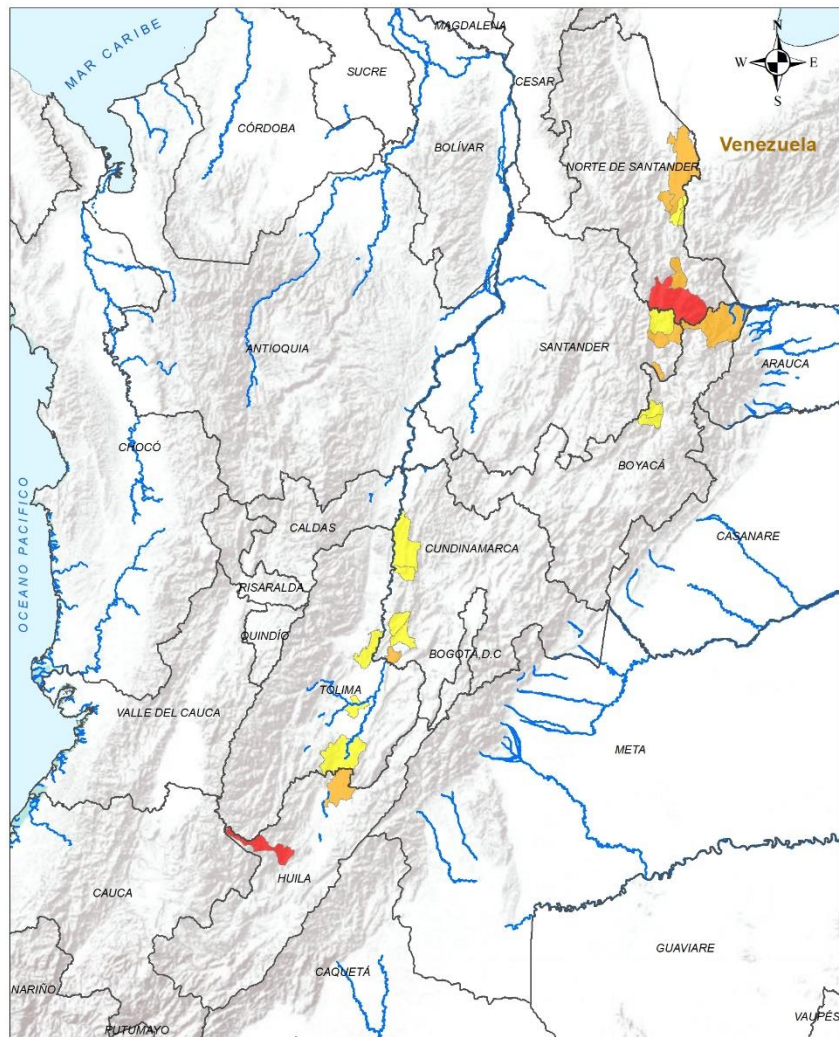 MAGDALENA
MAR CARIBE
N
W
E
S
SUCRE
CESAR
CÓRDOBA
BOLÍVAR
Venezuela
NORTE DE SANTANDER
ANTIOQUIA
SANTANDER
ARAUCA
CHOCÓ
BOYACÁ
OCEANO PACIFICO
CALDAS
CUNDINAMARCA
CASANARE
RISARALDA
QUINDÍO
BOGOTÁ,D.C
TOLIMA
VALLE DEL CAUCA
META
HUILA
CAUCA
GUAVIARE
CAQUETÁ
NARIÑO
VAUPÉS
PUTUMAYO